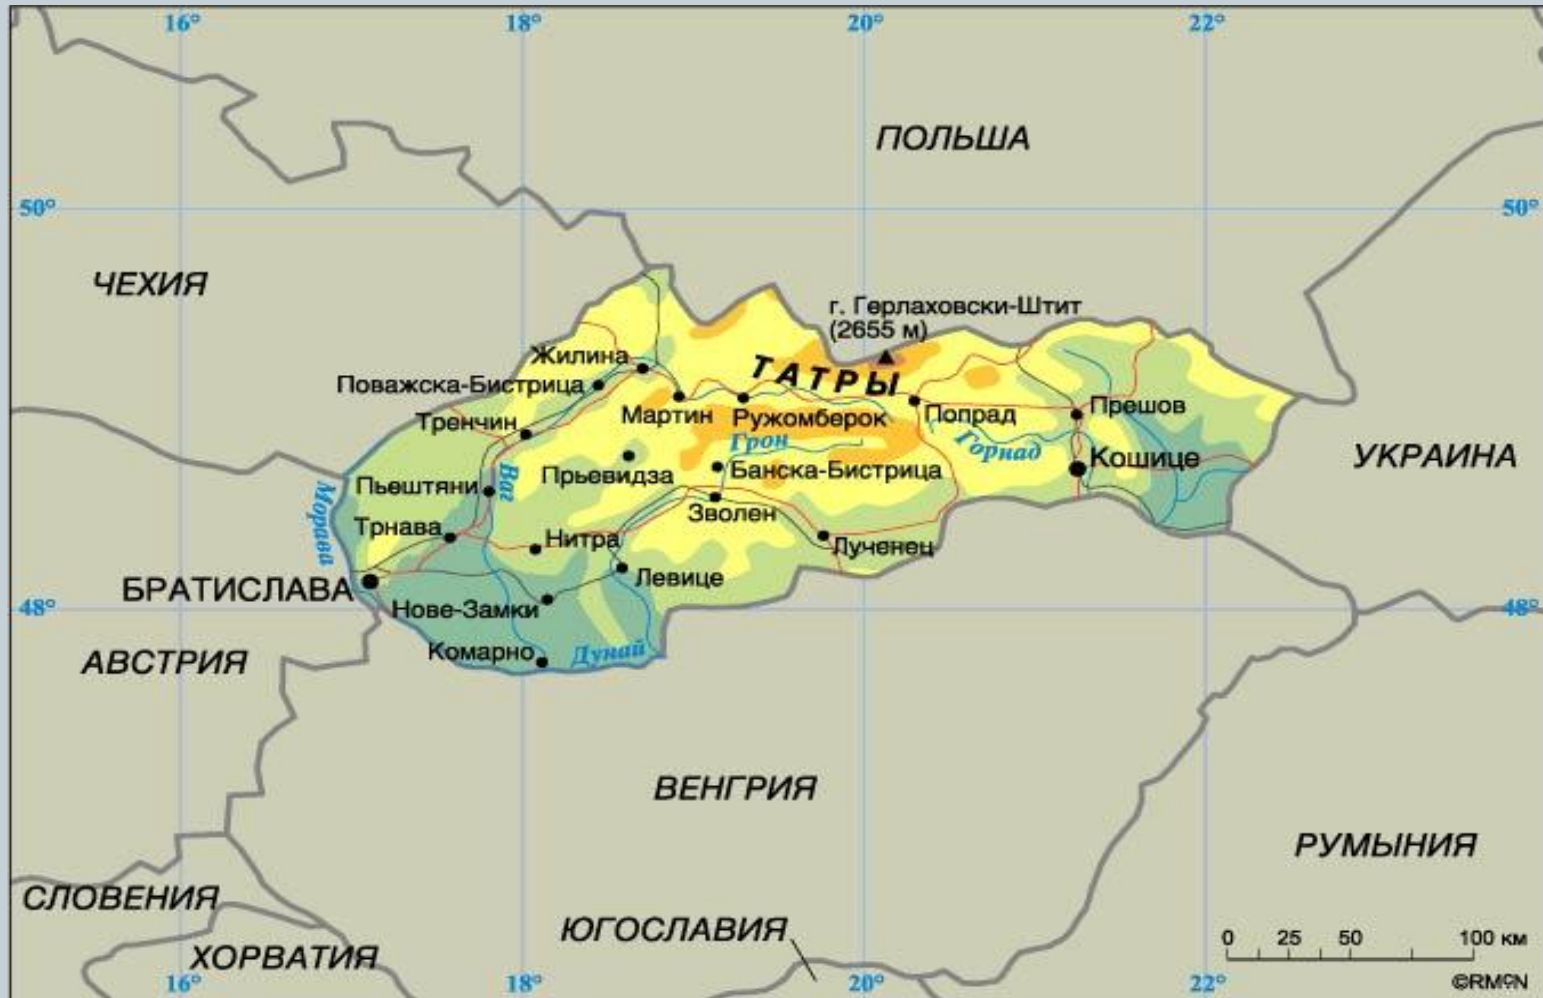 16° 18° 20° 22°
ПОЛЬША
50° 50°
ЧЕХИЯ
г. Герлаховски-Штит
(2655 м)
ТАТРЫ
Жилина
Поважска-Бистрица
Мартин
Ружомберок
Попрад
Прешов
Тренчин
Грон
Горнад
Кошице
УКРАИНА
Ваг
Прьевидза
Банска-Бистрица
Пьештяни
Морава
Зволен
Трнава
Нитра
Лученец
Левице
БРАТИСЛАВА
Нове-Замки
48° 48°
Комарно
Дунай
АВСТРИЯ
ВЕНГРИЯ
РУМЫНИЯ
СЛОВЕНИЯ
ЮГОСЛАВИЯ
ХОРВАТИЯ
0 25 50 100 км
16° 18° 20° 22°